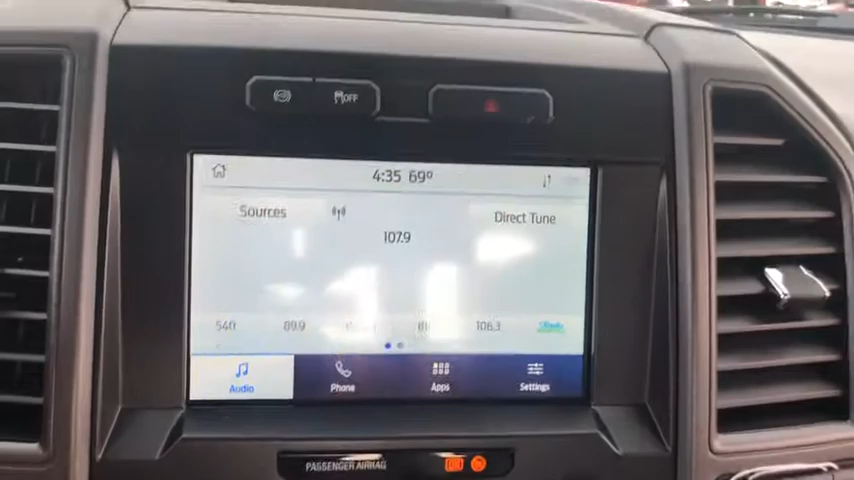 OFF
4:35 69°
Sources
Direct Tune
107.9
540 89.9 106.3
Audio Phone Apps Settings
PASSENGER AIRBAG